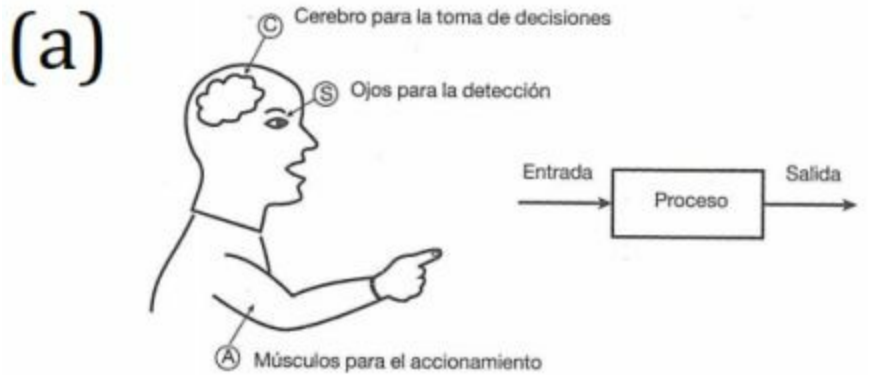 (a)
C Cerebro para la toma de decisiones
S Ojos para la detección
Entrada
Proceso
Salida
A Músculos para el accionamiento